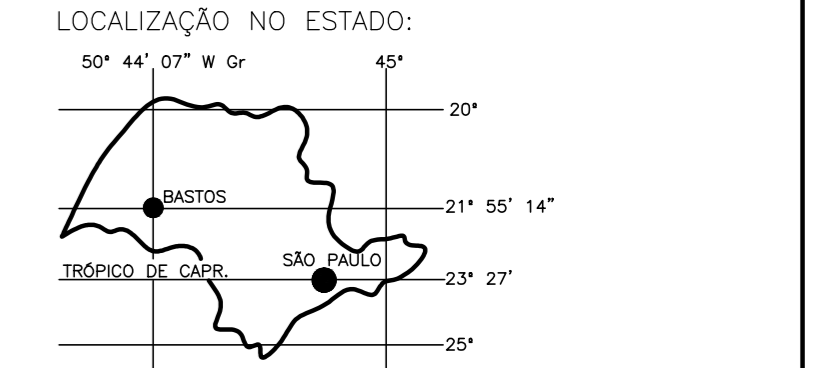 LOCALIZAÇÃO NO ESTADO:
50° 44' 07" W Gr
45°
20°
BASTOS
21° 55' 14"
SÃO PAULO
TRÓPICO DE CAPR.
23° 27'
25°